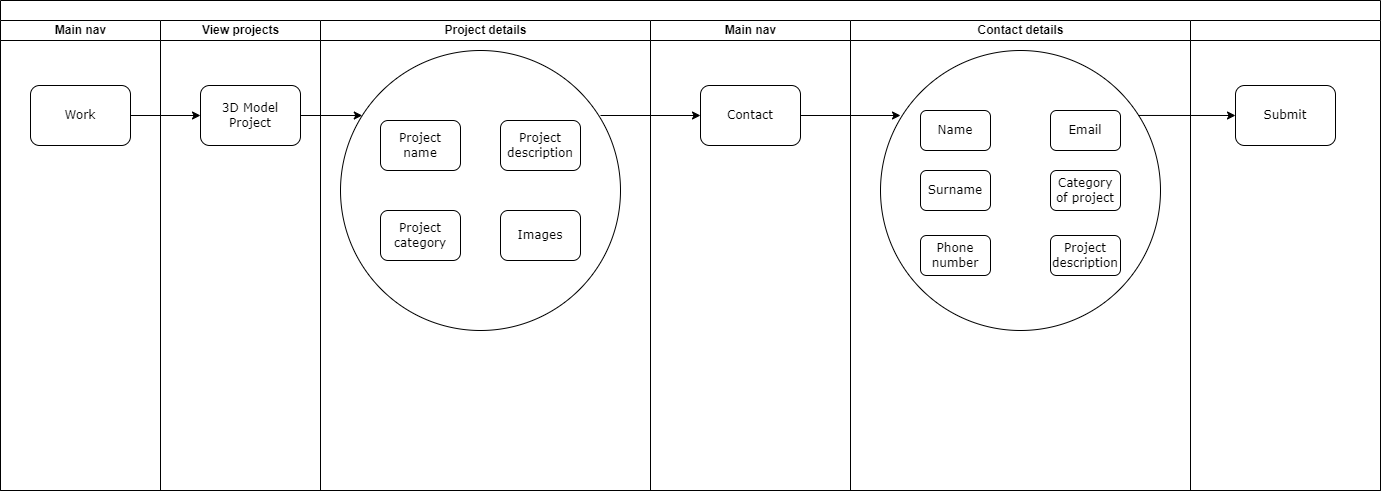 Main nav
View projects
Project details
Main nav
Contact details
Work
3D Model
Project
Project
name
Project
description
Project
category
Images
Contact
Name
Email
Surname
Category
of project
Phone
number
Project
description
Submit